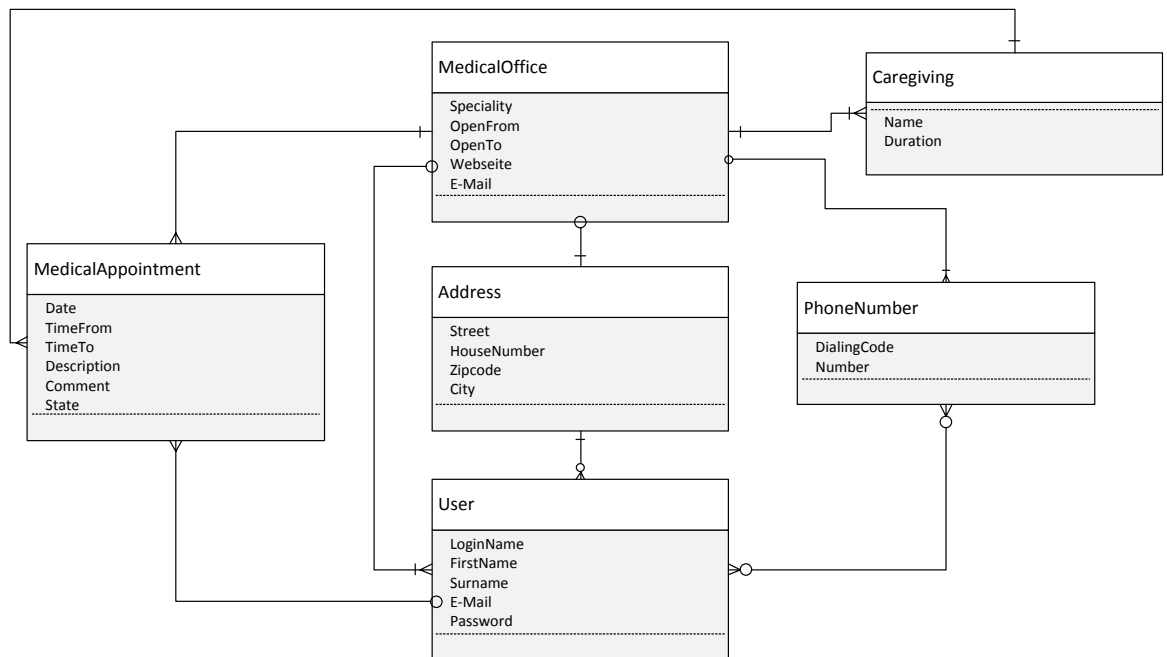 MedicalOffice
Speciality
OpenFrom
OpenTo
Webseite
E-Mail
Caregiving
Name
Duration
MedicalAppointment
Date
TimeFrom
TimeTo
Description
Comment
State
Address
Street
HouseNumber
Zipcode
City
PhoneNumber
DialingCode
Number
User
LoginName
FirstName
Surname
E-Mail
Password